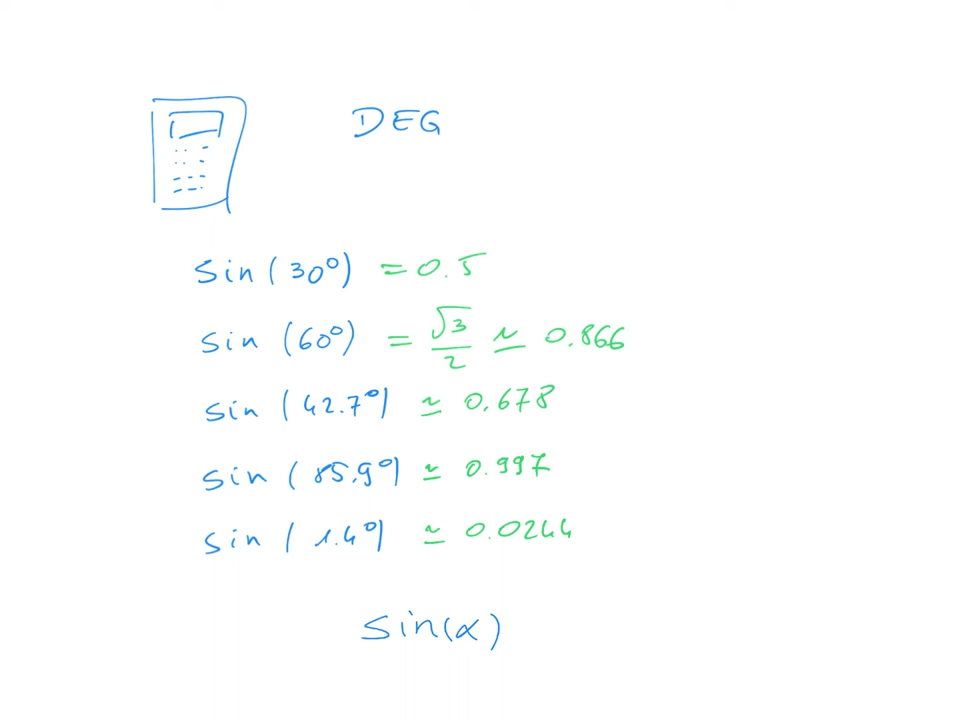 DEG
sin(30°) = 0.5
sin(60°) = √3/2 ≃ 0.866
sin(42.7°) ≃ 0.678
sin(85.9°) ≃ 0.997
sin(1.4°) ≃ 0.0244
sin(α)